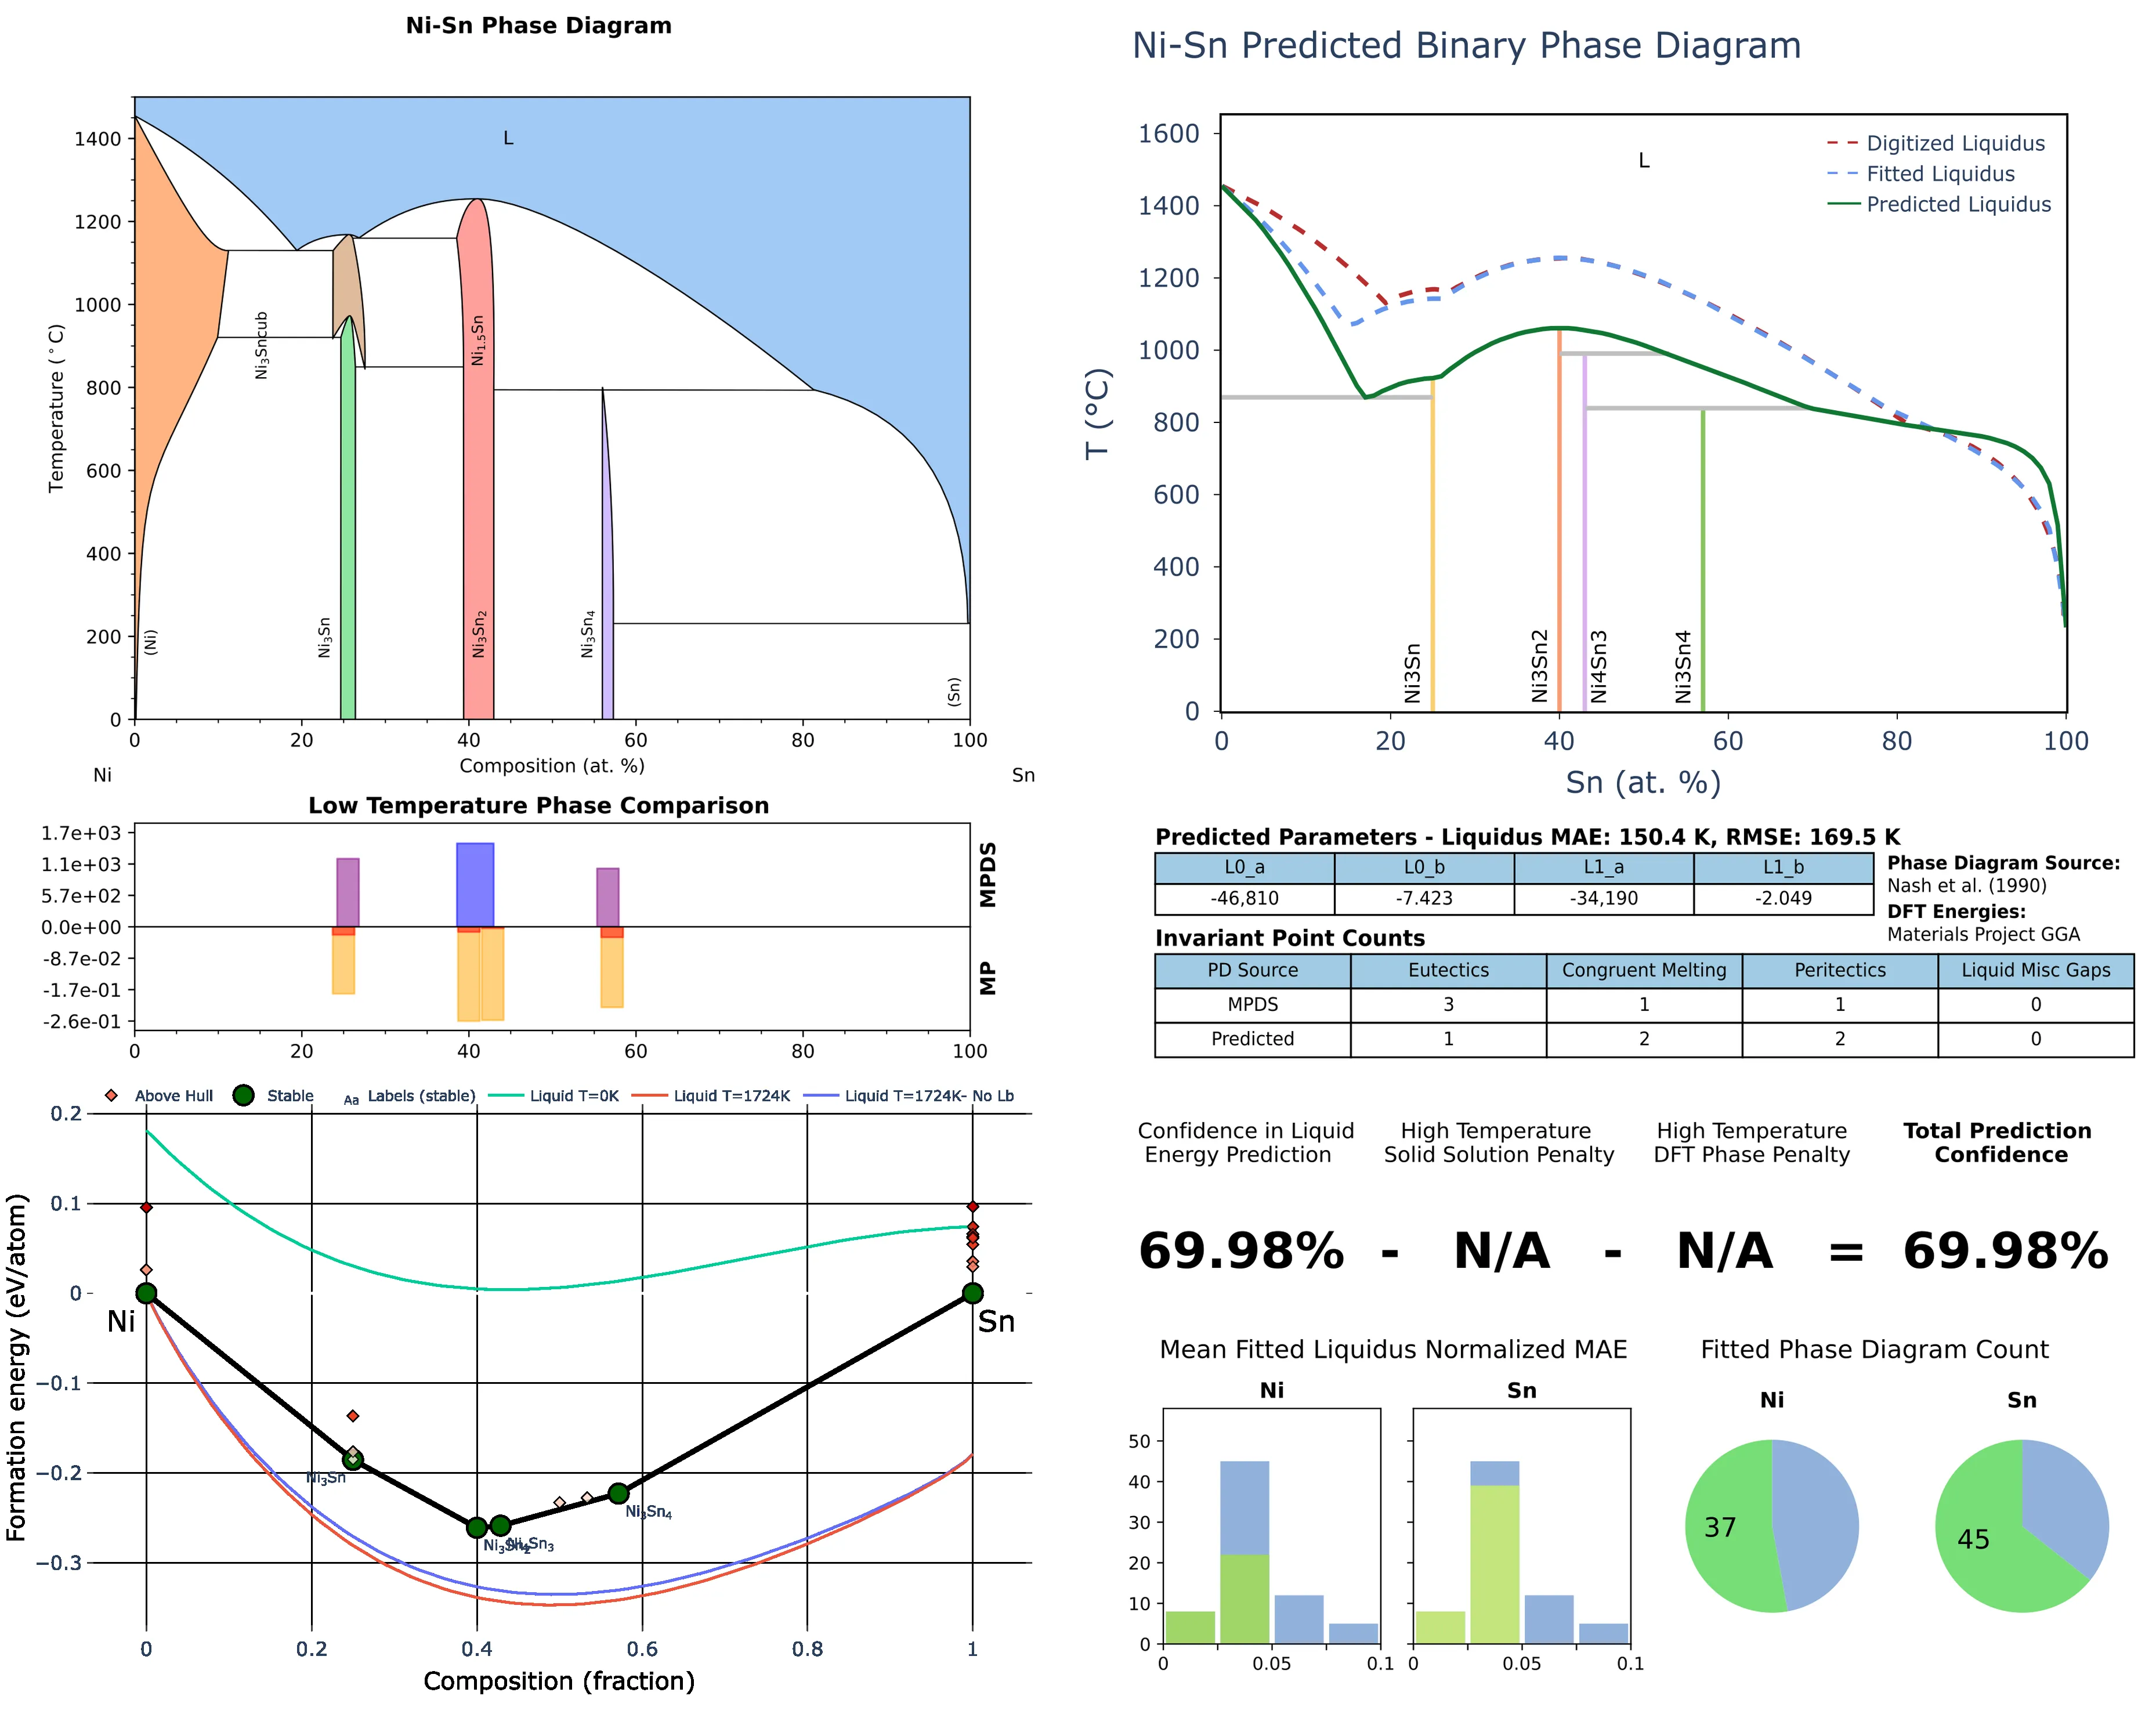 Ni-Sn Phase Diagram
L
1400
1200
1000
800
600
400
200
0
Temperature (°C)
Ni3Sncub
Ni1.5Sn
(Ni)
Ni3Sn
Ni3Sn2
Ni3Sn4
(Sn)
0 20 40 60 80 100
Composition (at. %)
Ni Sn
Low Temperature Phase Comparison
1.7e+03
1.1e+03
5.7e+02
0.0e+00
-8.7e-02
-1.7e-01
-2.6e-01
MPDS
MP
0 20 40 60 80 100
Above Hull Stable Aa Labels (stable) Liquid T=0K Liquid T=1724K Liquid T=1724K- No Lb
0.2
0.1
0
−0.1
−0.2
−0.3
Formation energy (eV/atom)
Ni Sn
Ni3Sn
Ni3Sn2
Ni4Sn3
Ni3Sn4
0 0.2 0.4 0.6 0.8 1
Composition (fraction)
Ni-Sn Predicted Binary Phase Diagram
L
Digitized Liquidus
Fitted Liquidus
Predicted Liquidus
1600
1400
1200
1000
800
600
400
200
0
T (°C)
Ni3Sn
Ni3Sn2
Ni4Sn3
Ni3Sn4
0 20 40 60 80 100
Sn (at. %)
Predicted Parameters - Liquidus MAE: 150.4 K, RMSE: 169.5 K
L0_a L0_b L1_a L1_b
-46,810 -7.423 -34,190 -2.049
Phase Diagram Source:
Nash et al. (1990)
DFT Energies:
Materials Project GGA
Invariant Point Counts
PD Source Eutectics Congruent Melting Peritectics Liquid Misc Gaps
MPDS 3 1 1 0
Predicted 1 2 2 0
Confidence in Liquid
Energy Prediction
High Temperature
Solid Solution Penalty
High Temperature
DFT Phase Penalty
Total Prediction
Confidence
69.98% - N/A - N/A = 69.98%
Mean Fitted Liquidus Normalized MAE
Ni Sn
50
40
30
20
10
0
0 0.05 0.1
0 0.05 0.1
Fitted Phase Diagram Count
Ni Sn
37 45